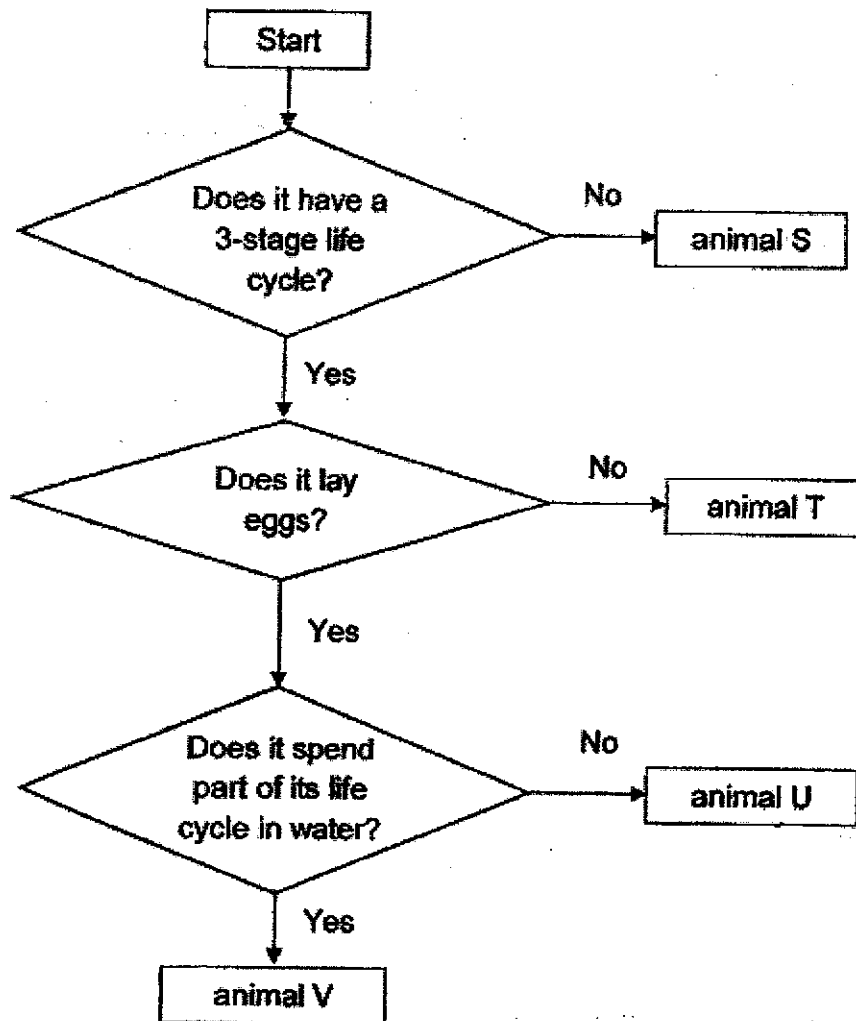 Start
Does it have a
3-stage life
cycle?
No
animal S
Yes
Does it lay
eggs?
No
animal T
Yes
Does it spend
part of its life
cycle in water?
No
animal U
Yes
animal V